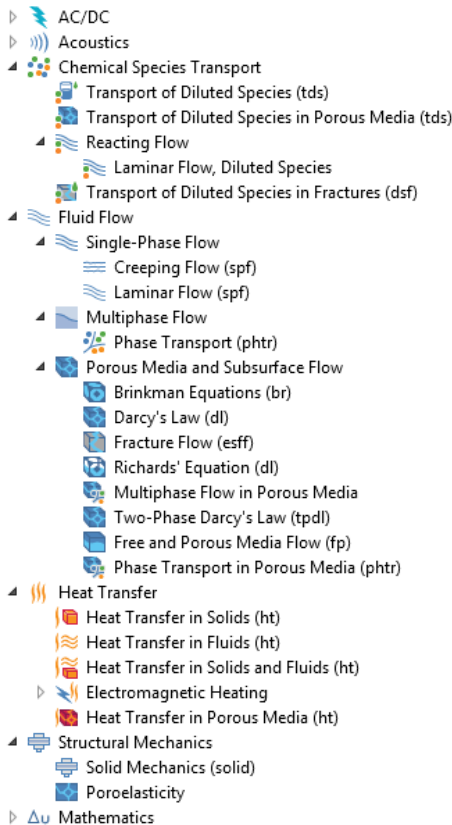 AC/DC
Acoustics
Chemical Species Transport
Transport of Diluted Species (tds)
Transport of Diluted Species in Porous Media (tds)
Reacting Flow
Laminar Flow, Diluted Species
Transport of Diluted Species in Fractures (dsf)
Fluid Flow
Single-Phase Flow
Creeping Flow (spf)
Laminar Flow (spf)
Multiphase Flow
Phase Transport (phtr)
Porous Media and Subsurface Flow
Brinkman Equations (br)
Darcy's Law (dl)
Fracture Flow (esff)
Richards' Equation (dl)
Multiphase Flow in Porous Media
Two-Phase Darcy's Law (tpdl)
Free and Porous Media Flow (fp)
Phase Transport in Porous Media (phtr)
Heat Transfer
Heat Transfer in Solids (ht)
Heat Transfer in Fluids (ht)
Heat Transfer in Solids and Fluids (ht)
Electromagnetic Heating
Heat Transfer in Porous Media (ht)
Structural Mechanics
Solid Mechanics (solid)
Poroelasticity
Δu Mathematics